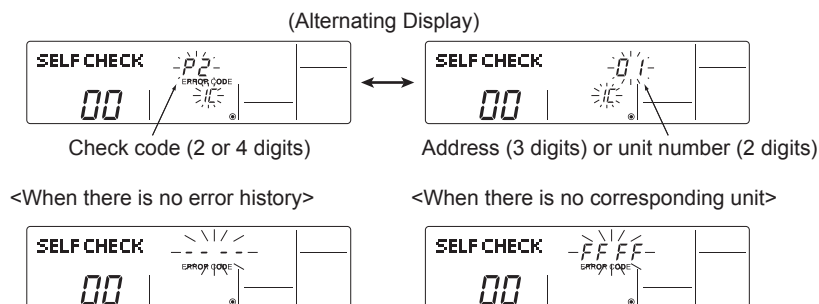 (Alternating Display)
SELF CHECK P2 SELF CHECK 01
ERROR CODE
00 IC 00 IC
Check code (2 or 4 digits) Address (3 digits) or unit number (2 digits)
<When there is no error history> <When there is no corresponding unit>
SELF CHECK - - - - SELF CHECK FFFF
ERROR CODE ERROR CODE
00 00